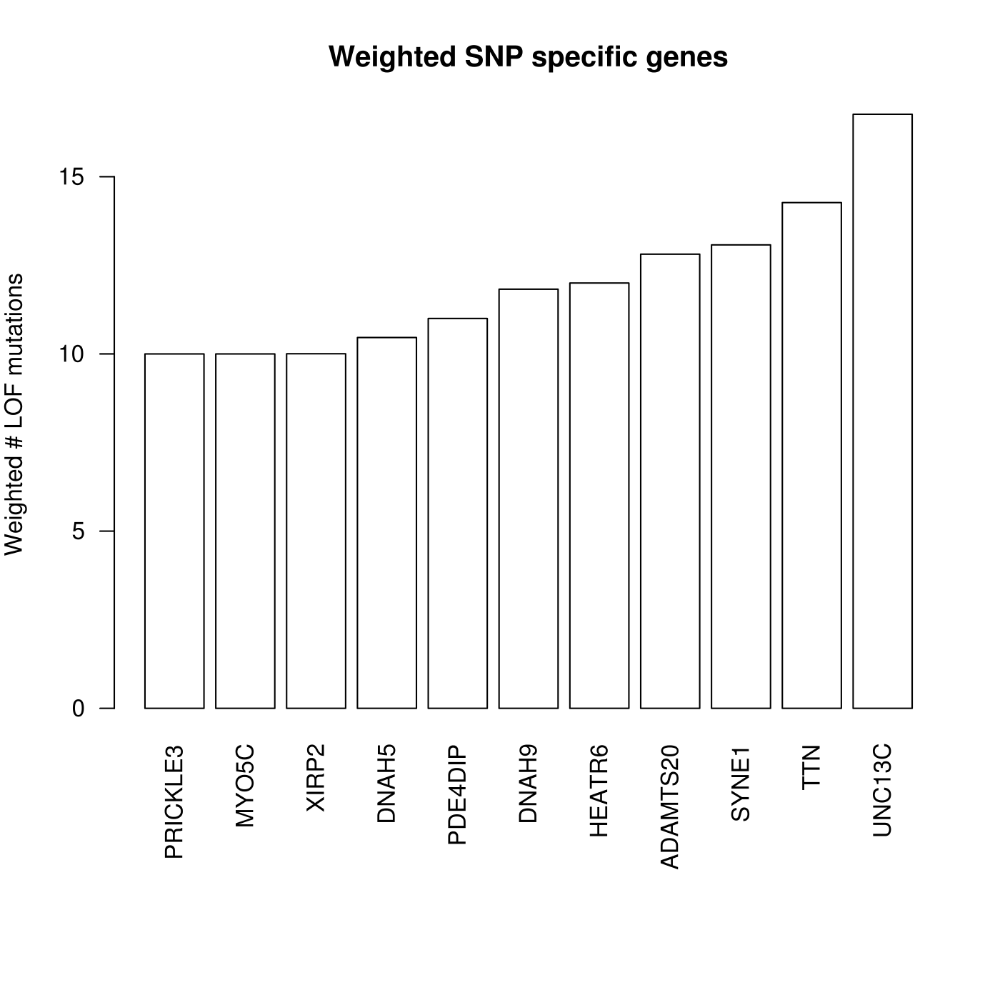 Weighted SNP specific genes
Weighted # LOF mutations
15
10
5
0
PRICKLE3
MYO5C
XIRP2
DNAH5
PDE4DIP
DNAH9
HEATR6
ADAMTS20
SYNE1
TTN
UNC13C